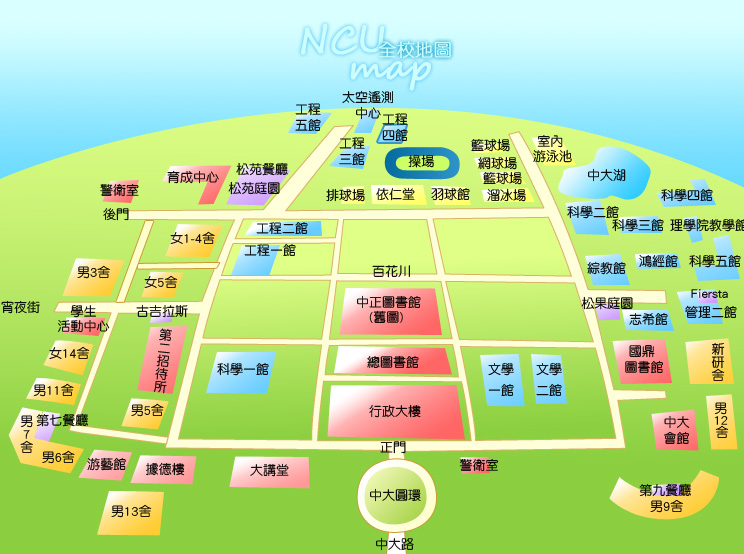 NCU全校地圖
map
太空遙測
中心
工程
五館
工程
四館
工程
三館
操場
籃球場
網球場
籃球場
溜冰場
室內
游泳池
中大湖
科學四館
松苑餐廳
松苑庭園
育成中心
警衛室
後門
排球場
依仁堂
羽球館
科學二館
科學三館
理學院教學館
工程二館
工程一館
女1-4舍
男3舍
女5舍
百花川
綜教館
鴻經館
科學五館
宵夜街
學生
活動中心
古吉拉斯
中正圖書館
(舊圖)
松果庭園
志希館
Fiersta
管理二館
第二招待所
女14舍
科學一館
總圖書館
文學
一館
文學
二館
國鼎
圖書館
新研舍
男11舍
男5舍
行政大樓
男7舍
第七餐廳
男6舍
游藝館
據德樓
大講堂
正門
警衛室
中大
會館
男12舍
男13舍
中大圓環
第九餐廳
男9舍
中大路